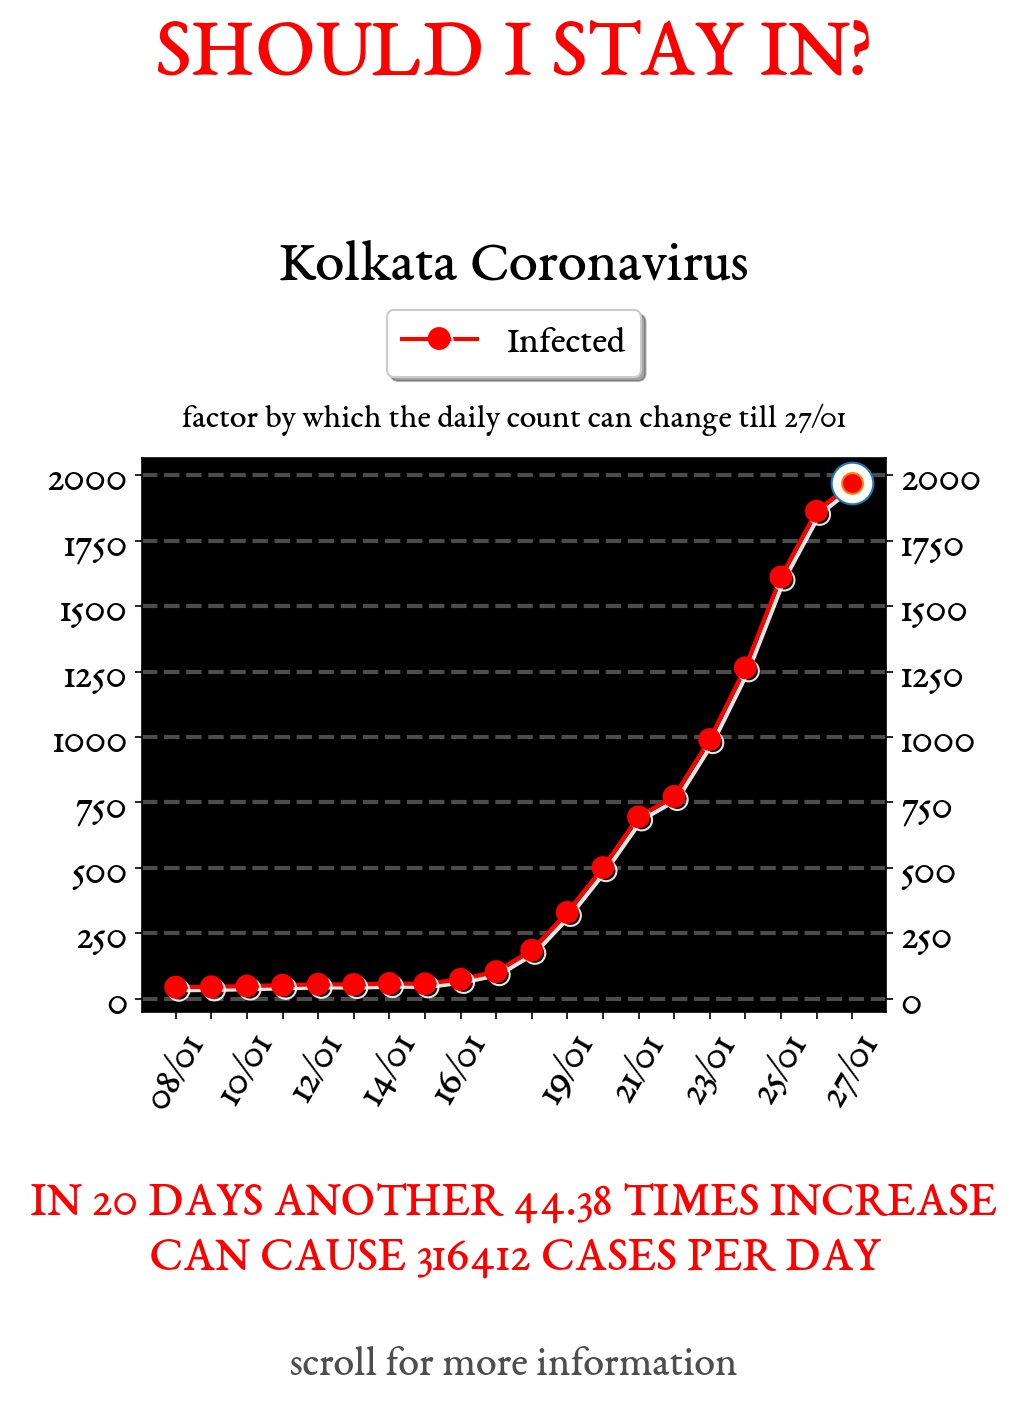 SHOULD I STAY IN?
Kolkata Coronavirus
Infected
factor by which the daily count can change till 27/01
2000 2000
1750 1750
1500 1500
1250 1250
1000 1000
750 750
500 500
250 250
0 0
08/01 10/01 12/01 14/01 16/01 19/01 21/01 23/01 25/01 27/01
IN 20 DAYS ANOTHER 44.38 TIMES INCREASE
CAN CAUSE 316412 CASES PER DAY
scroll for more information